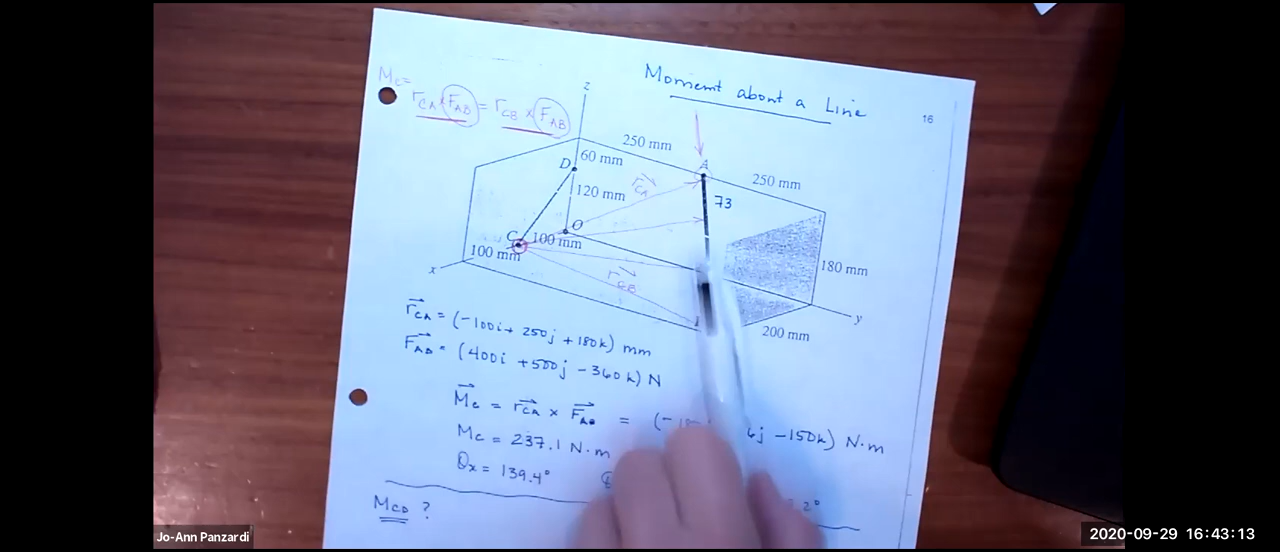 Moment about a Line
16
Mc=
rCA x FAB = rCB x FAB
z
250 mm
A
D
60 mm
250 mm
rCA
120 mm
73
C
100 mm
O
100 mm
180 mm
x
rCB
y
200 mm
rCA = (-100i + 250j + 180k) mm
FAB = (400i + 500j - 360k) N
Mc = rCA x FAB = (- j -150k) N·m
Mc = 237.1 N·m
θx = 139.4° 2°
MCD ?
Jo-Ann Panzardi
2020-09-29 16:43:13